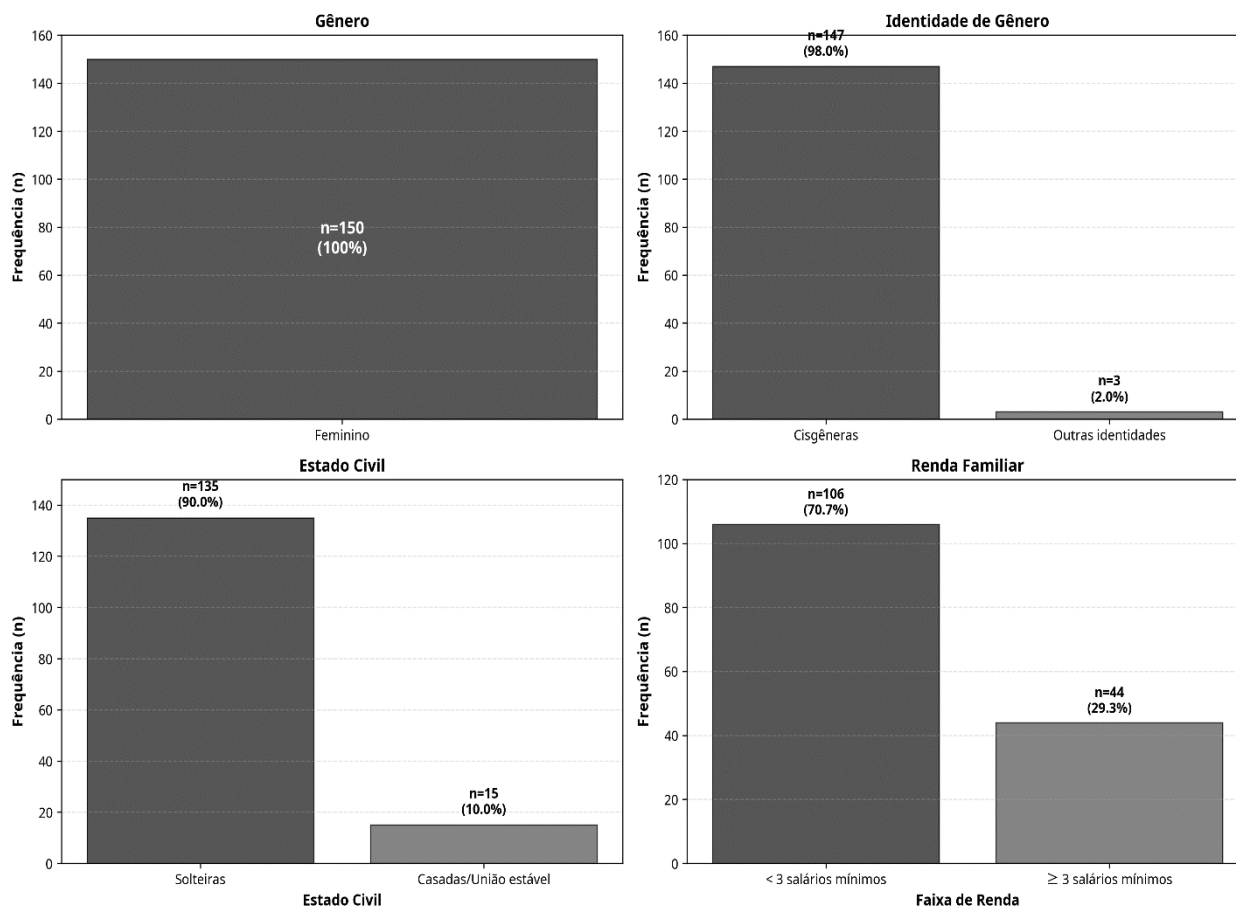 Gênero
160
140
120
100
80
60
40
20
0
Frequência (n)
n=150
(100%)
Feminino
Identidade de Gênero
160
140
120
100
80
60
40
20
0
Frequência (n)
n=147
(98.0%)
n=3
(2.0%)
Cisgêneras
Outras identidades
Estado Civil
140
120
100
80
60
40
20
0
Frequência (n)
n=135
(90.0%)
n=15
(10.0%)
Solteiras
Casadas/União estável
Estado Civil
Renda Familiar
120
100
80
60
40
20
0
Frequência (n)
n=106
(70.7%)
n=44
(29.3%)
< 3 salários mínimos
≥ 3 salários mínimos
Faixa de Renda